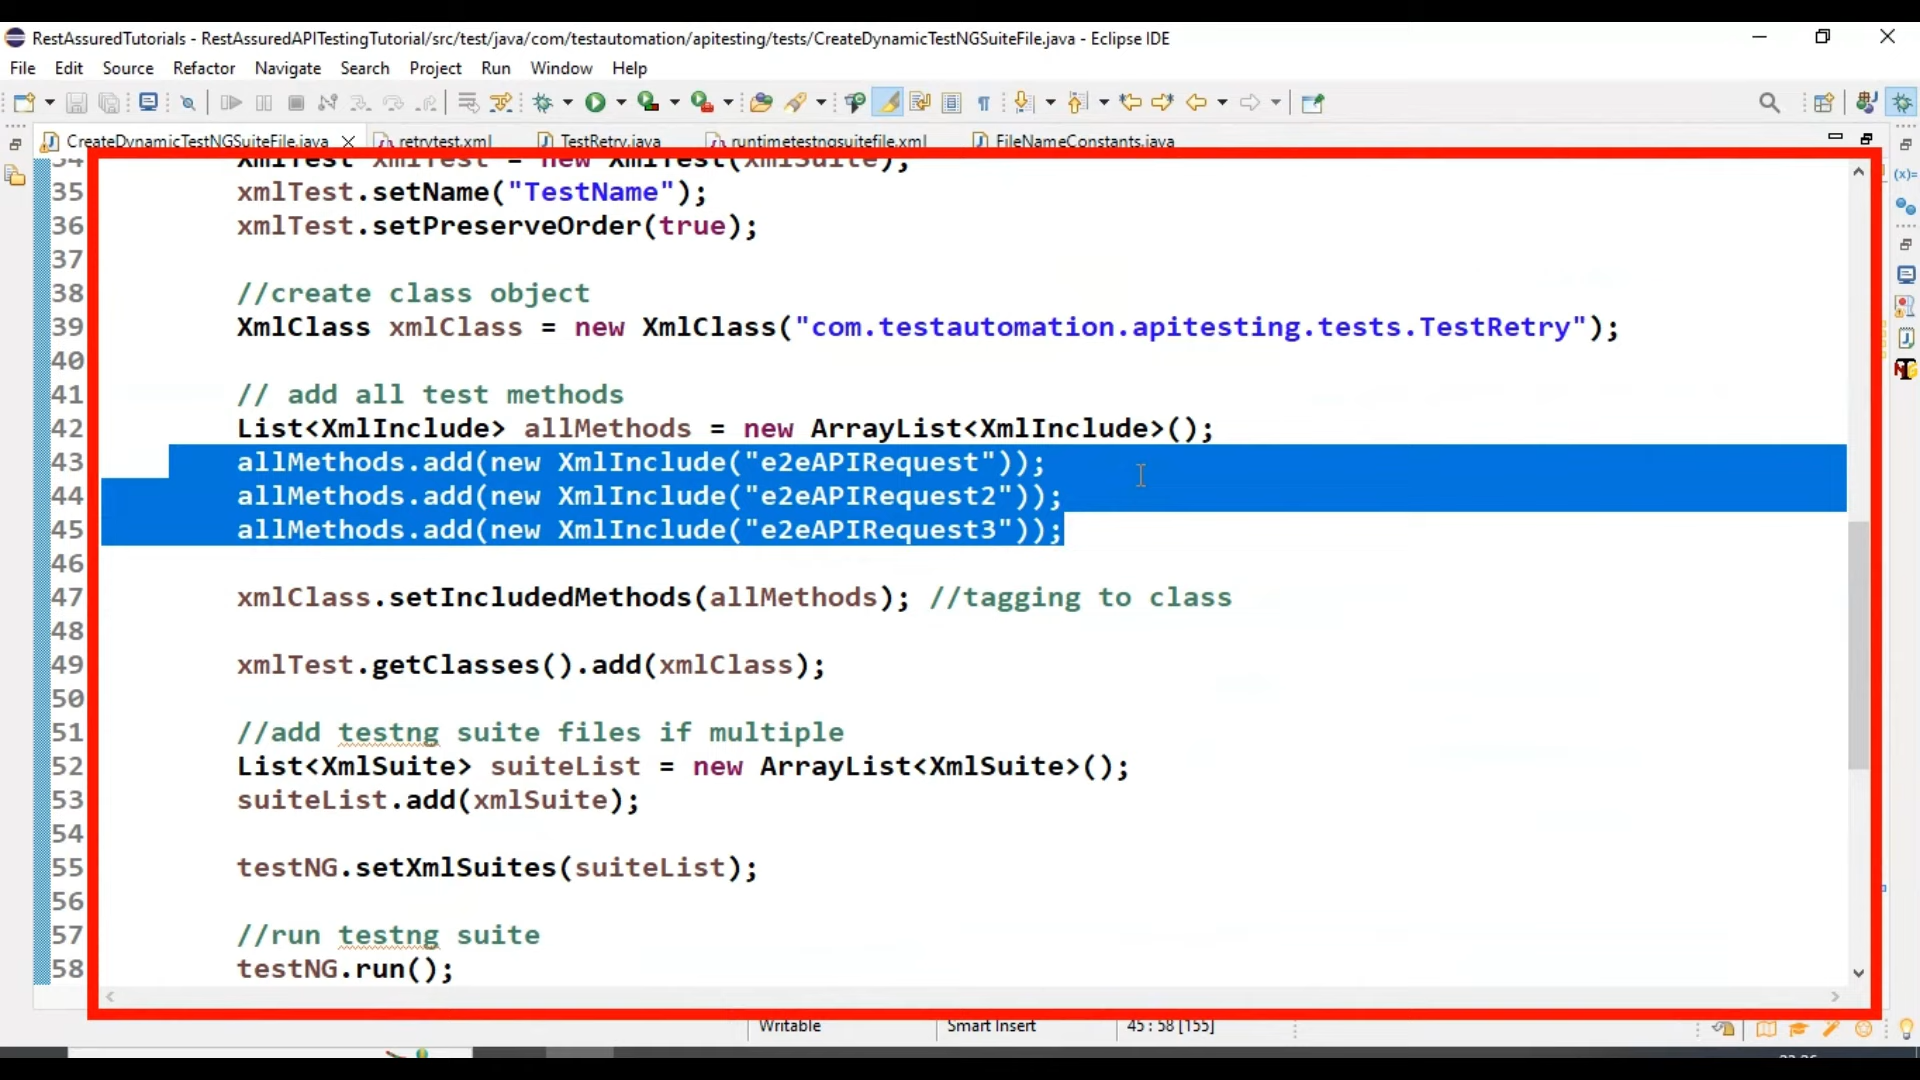 RestAssuredTutorials - RestAssuredAPITestingTutorial/src/test/java/com/testautomation/apitesting/tests/CreateDynamicTestNGSuiteFile.java - Eclipse IDE
File Edit Source Refactor Navigate Search Project Run Window Help
CreateDynamicTestNGSuiteFile.java retrytest.xml TestRetry.java runtimetestngsuitefile.xml FileNameConstants.java
34 XmlTest xmlTest = new XmlTest(xmlSuite);
35 xmlTest.setName("TestName");
36 xmlTest.setPreserveOrder(true);
37
38 //create class object
39 XmlClass xmlClass = new XmlClass("com.testautomation.apitesting.tests.TestRetry");
40
41 // add all test methods
42 List<XmlInclude> allMethods = new ArrayList<XmlInclude>();
43 allMethods.add(new XmlInclude("e2eAPIRequest"));
44 allMethods.add(new XmlInclude("e2eAPIRequest2"));
45 allMethods.add(new XmlInclude("e2eAPIRequest3"));
46
47 xmlClass.setIncludedMethods(allMethods); //tagging to class
48
49 xmlTest.getClasses().add(xmlClass);
50
51 //add testng suite files if multiple
52 List<XmlSuite> suiteList = new ArrayList<XmlSuite>();
53 suiteList.add(xmlSuite);
54
55 testNG.setXmlSuites(suiteList);
56
57 //run testng suite
58 testNG.run();
Writable Smart Insert 45 : 58 [155]